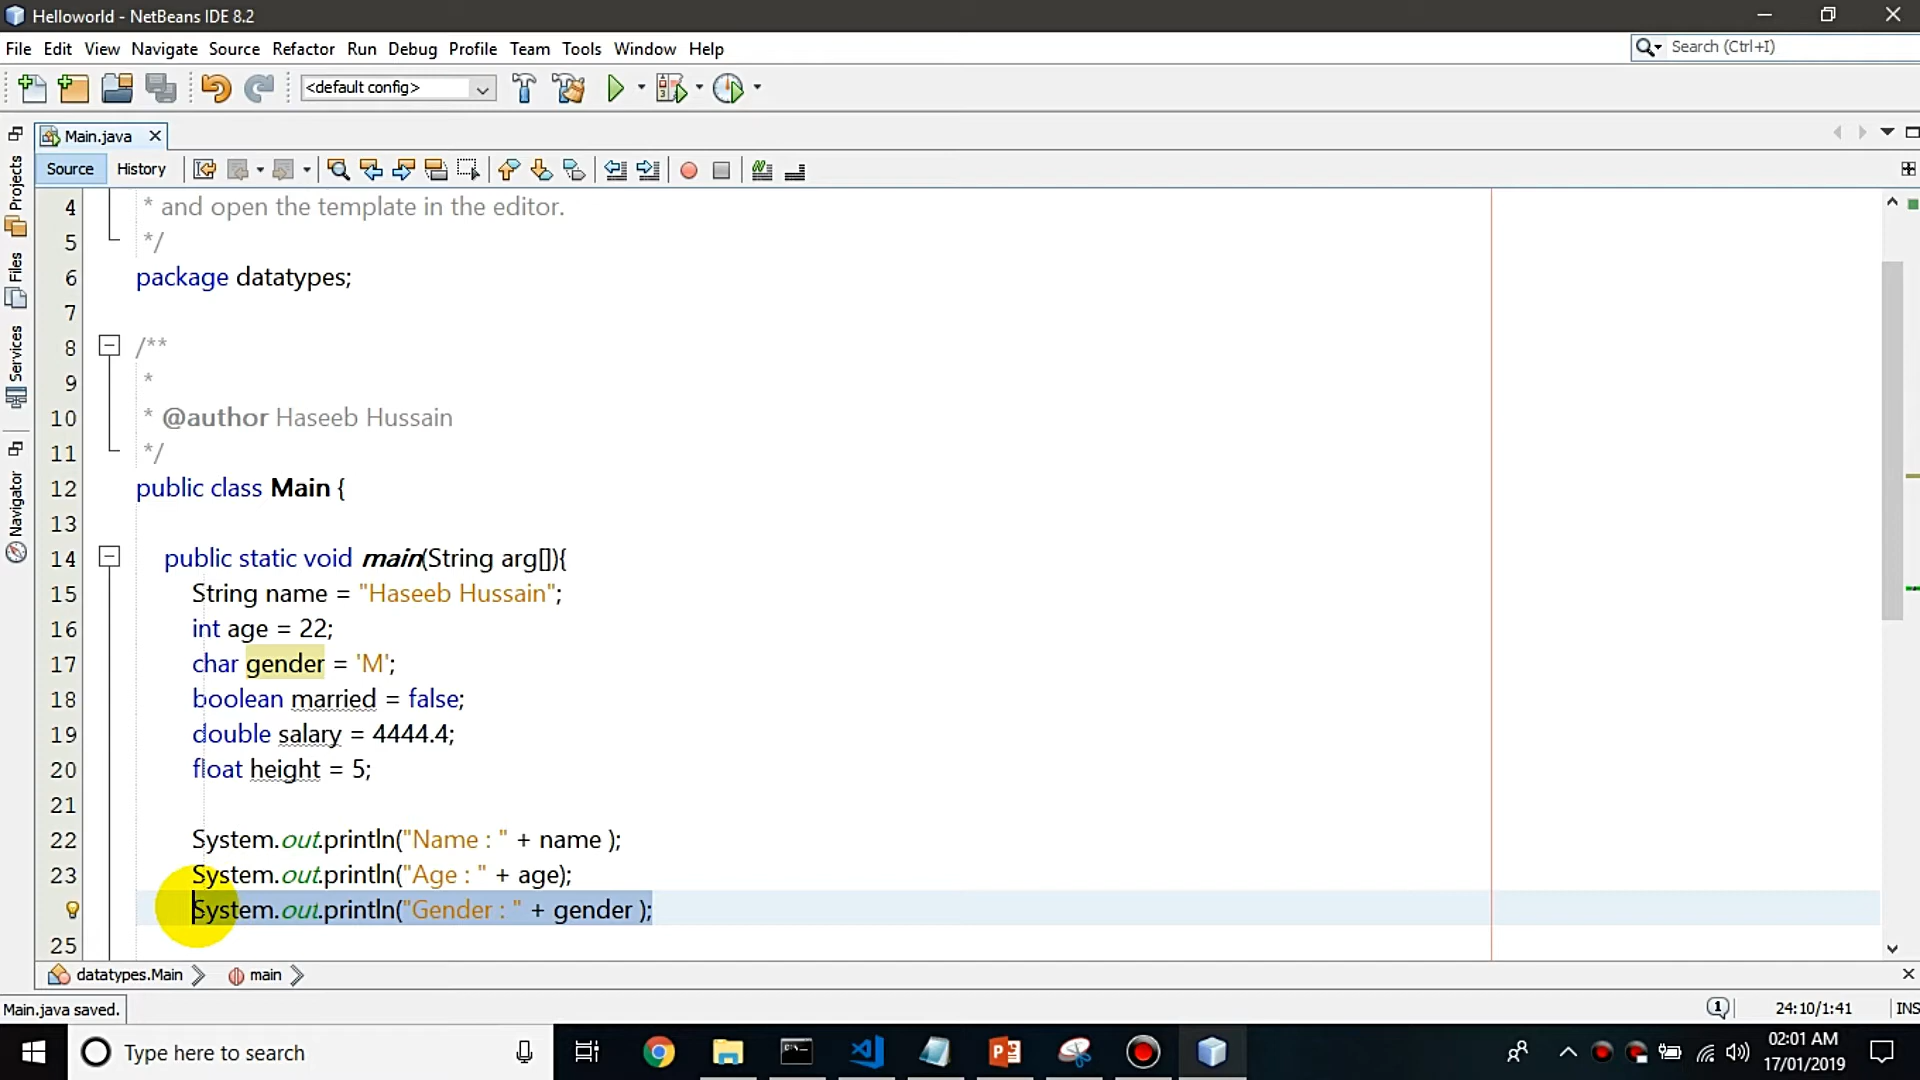 Helloworld - NetBeans IDE 8.2
File Edit View Navigate Source Refactor Run Debug Profile Team Tools Window Help
Search (Ctrl+I)
<default config>
Main.java
Source History
Projects
Files
Services
Navigator
4 * and open the template in the editor.
5 */
6 package datatypes;
7
8 /**
9 *
10 * @author Haseeb Hussain
11 */
12 public class Main {
13
14 public static void main(String arg[]){
15 String name = "Haseeb Hussain";
16 int age = 22;
17 char gender = 'M';
18 boolean married = false;
19 double salary = 4444.4;
20 float height = 5;
21
22 System.out.println("Name : " + name );
23 System.out.println("Age : " + age);
System.out.println("Gender : " + gender );
25
datatypes.Main main
Main.java saved.
1
24:10/1:41 INS
Type here to search
02:01 AM
17/01/2019